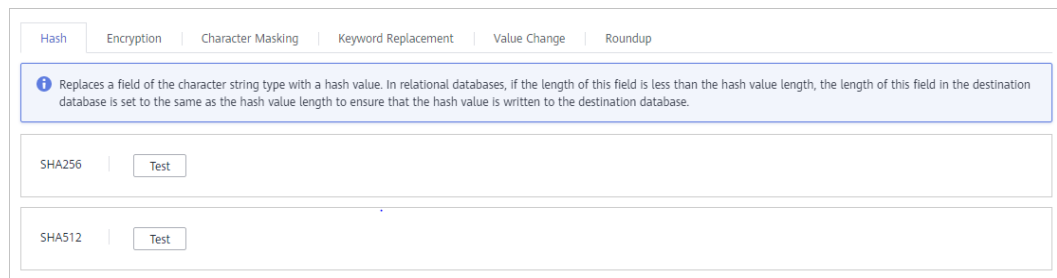 Hash Encryption Character Masking Keyword Replacement Value Change Roundup
Replaces a field of the character string type with a hash value. In relational databases, if the length of this field is less than the hash value length, the length of this field in the destination
database is set to the same as the hash value length to ensure that the hash value is written to the destination database.
SHA256 Test
SHA512 Test